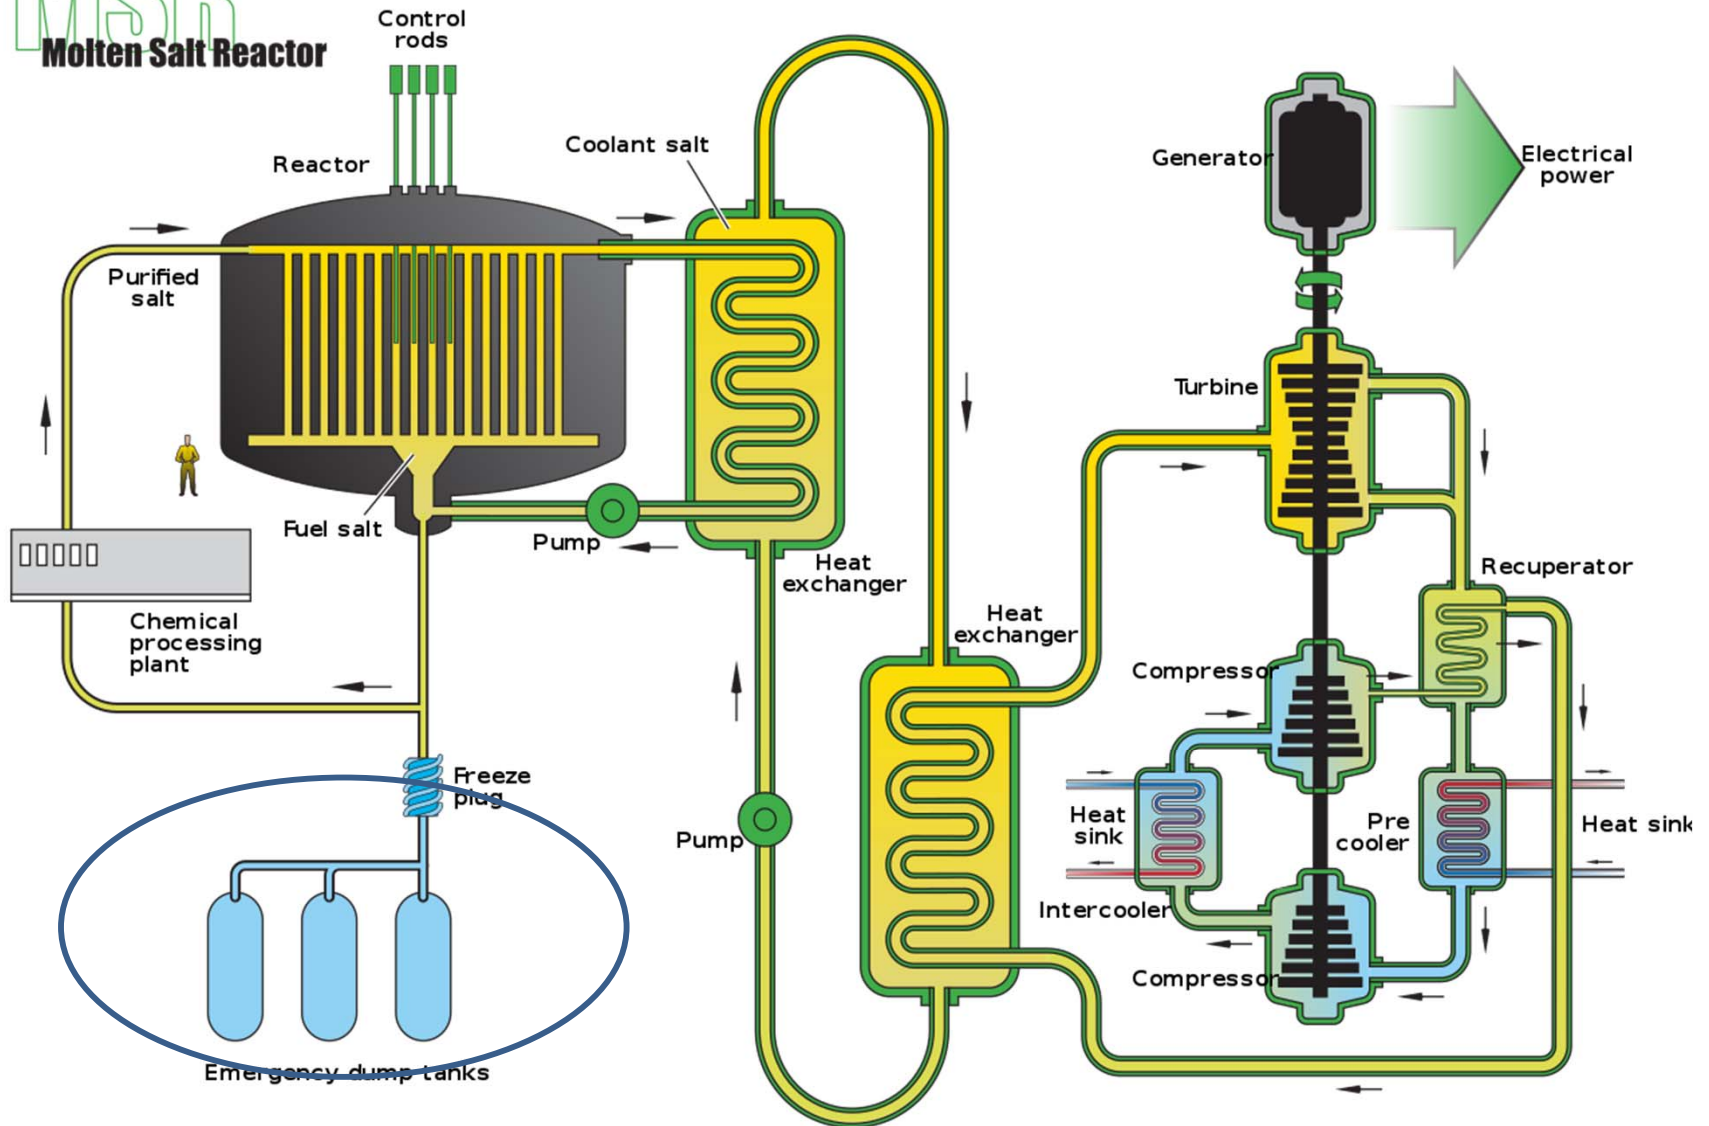 MSR
Molten Salt Reactor
Control
rods
Reactor
Coolant salt
Generator
Electrical
power
Purified
salt
Turbine
Fuel salt
Pump
Heat
exchanger
Recuperator
Chemical
processing
plant
Heat
exchanger
Compressor
Freeze
plug
Pump
Heat
sink
Pre
cooler
Heat sink
Intercooler
Compressor
Emergency dump tanks